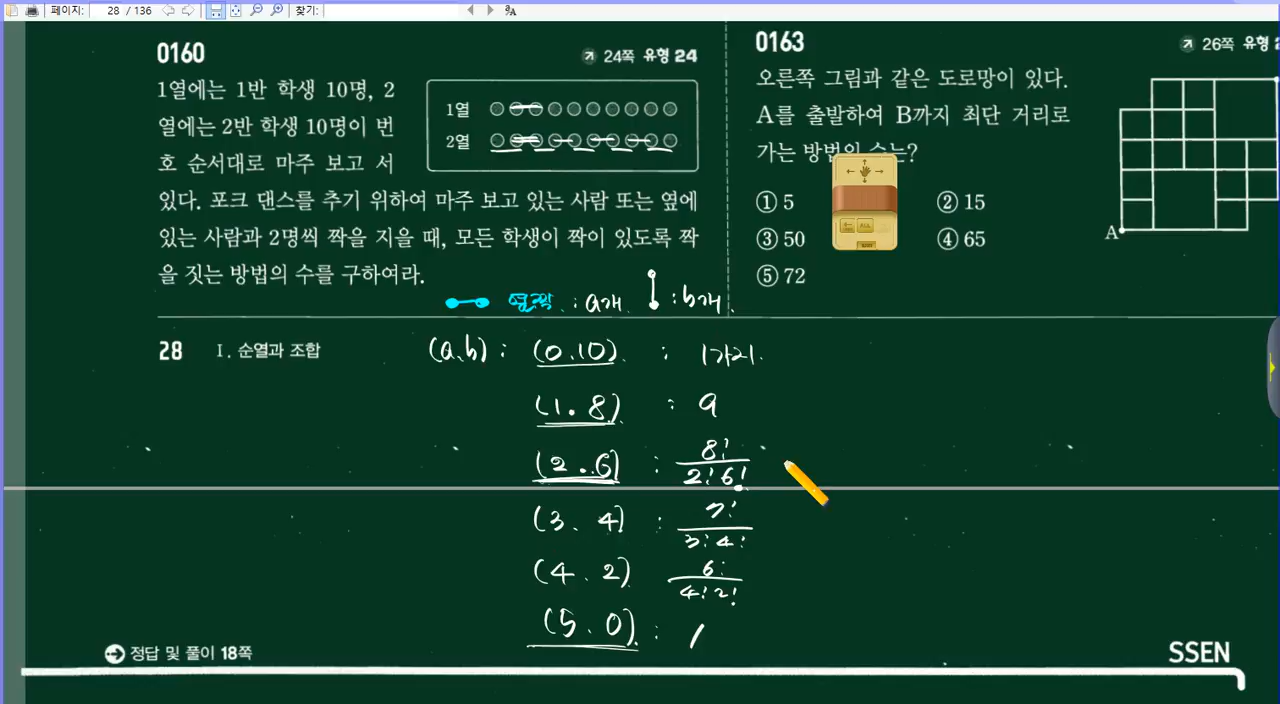 페이지: 28 / 136 찾기:
0160
24쪽 유형 24
1열에는 1반 학생 10명, 2
열에는 2반 학생 10명이 번
호 순서대로 마주 보고 서
있다. 포크 댄스를 추기 위하여 마주 보고 있는 사람 또는 옆에
있는 사람과 2명씩 짝을 지을 때, 모든 학생이 짝이 있도록 짝
을 짓는 방법의 수를 구하여라.
1열
2열
: a개 : b개.
28 I. 순열과 조합
(a.b) : (0.10) : 1가지.
(1.8) : 9
(2.6) : 8! / 2!6!
(3.4) : 7! / 3!4!
(4.2) 6! / 4!2!
(5.0) : 1
정답 및 풀이 18쪽
0163
26쪽 유형
오른쪽 그림과 같은 도로망이 있다.
A를 출발하여 B까지 최단 거리로
가는 방법의 수는?
① 5 ② 15
③ 50 ④ 65
⑤ 72
A
SSEN